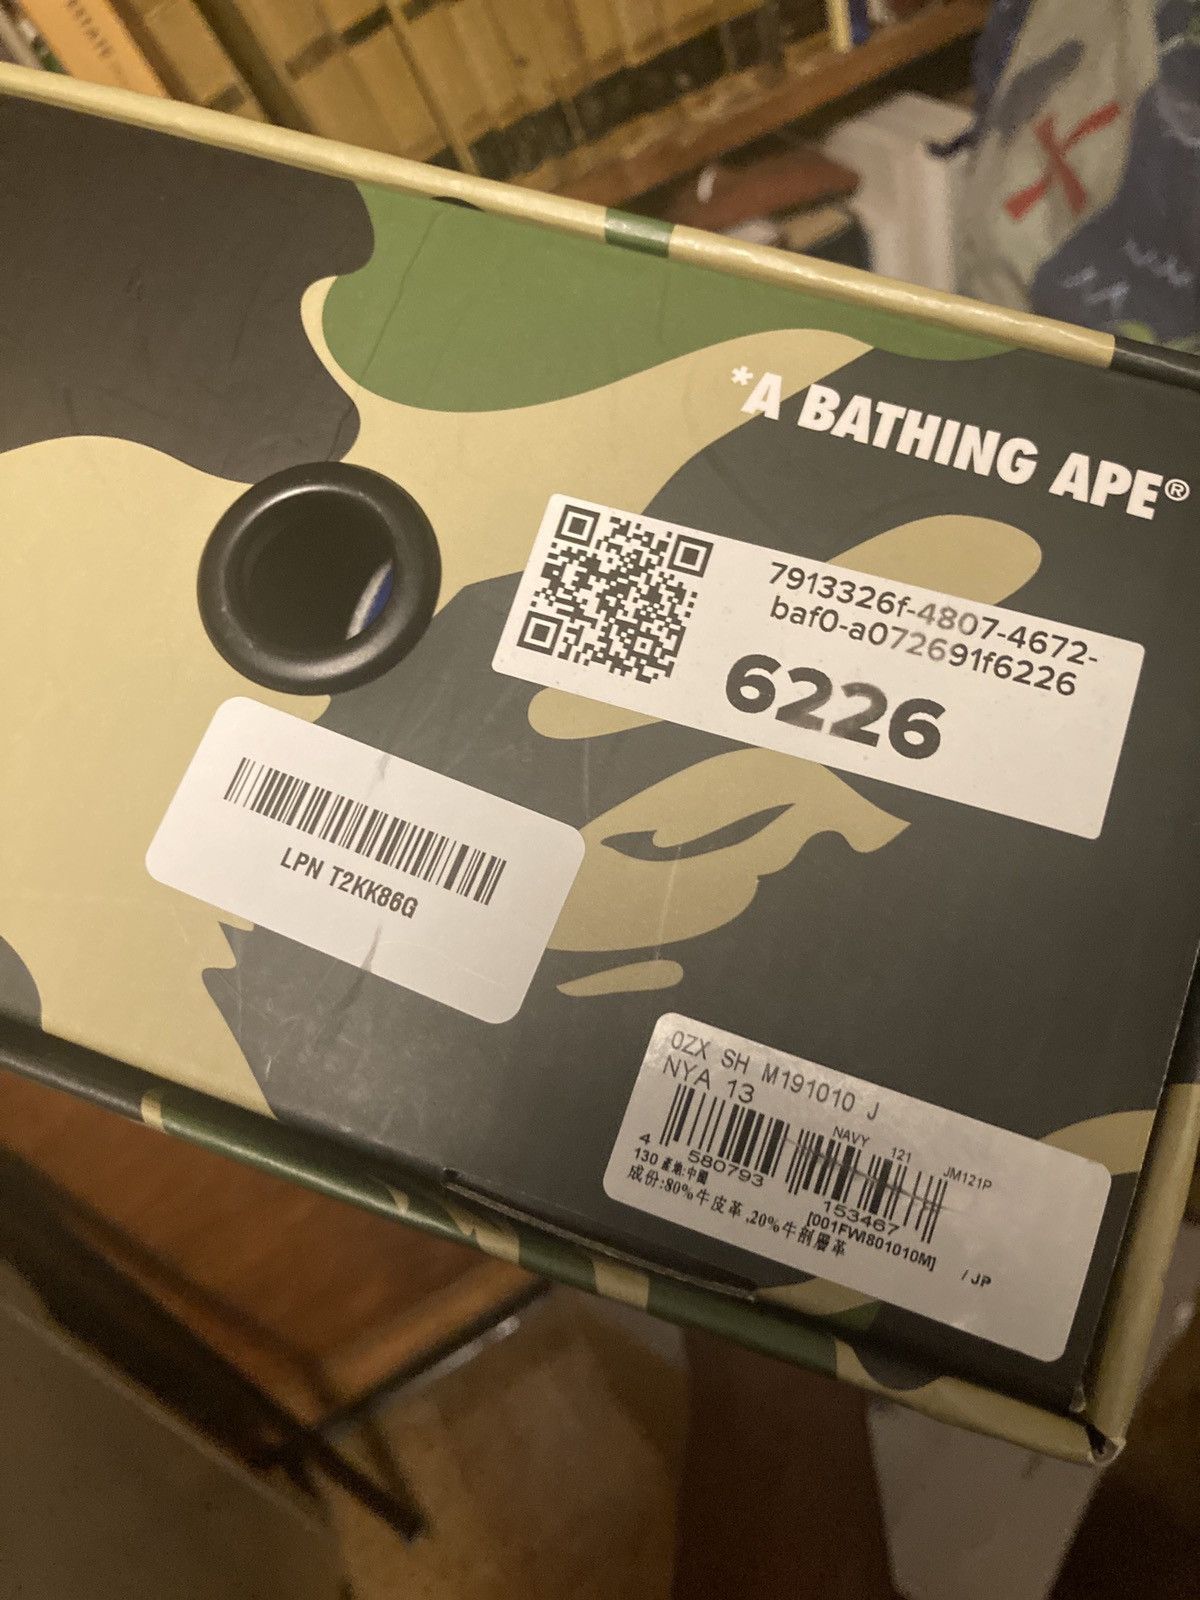 *A BATHING APE®
7913326f-4807-4672-
baf0-a072691f6226
6226
LPN T2KK86G
0ZX SH M191010 J
NYA 13
NAVY 121 JM121P
4 580793 153467
130 產地:中國 [001FWI801010M]
成份:80%牛皮革,20%牛剖層革 / JP